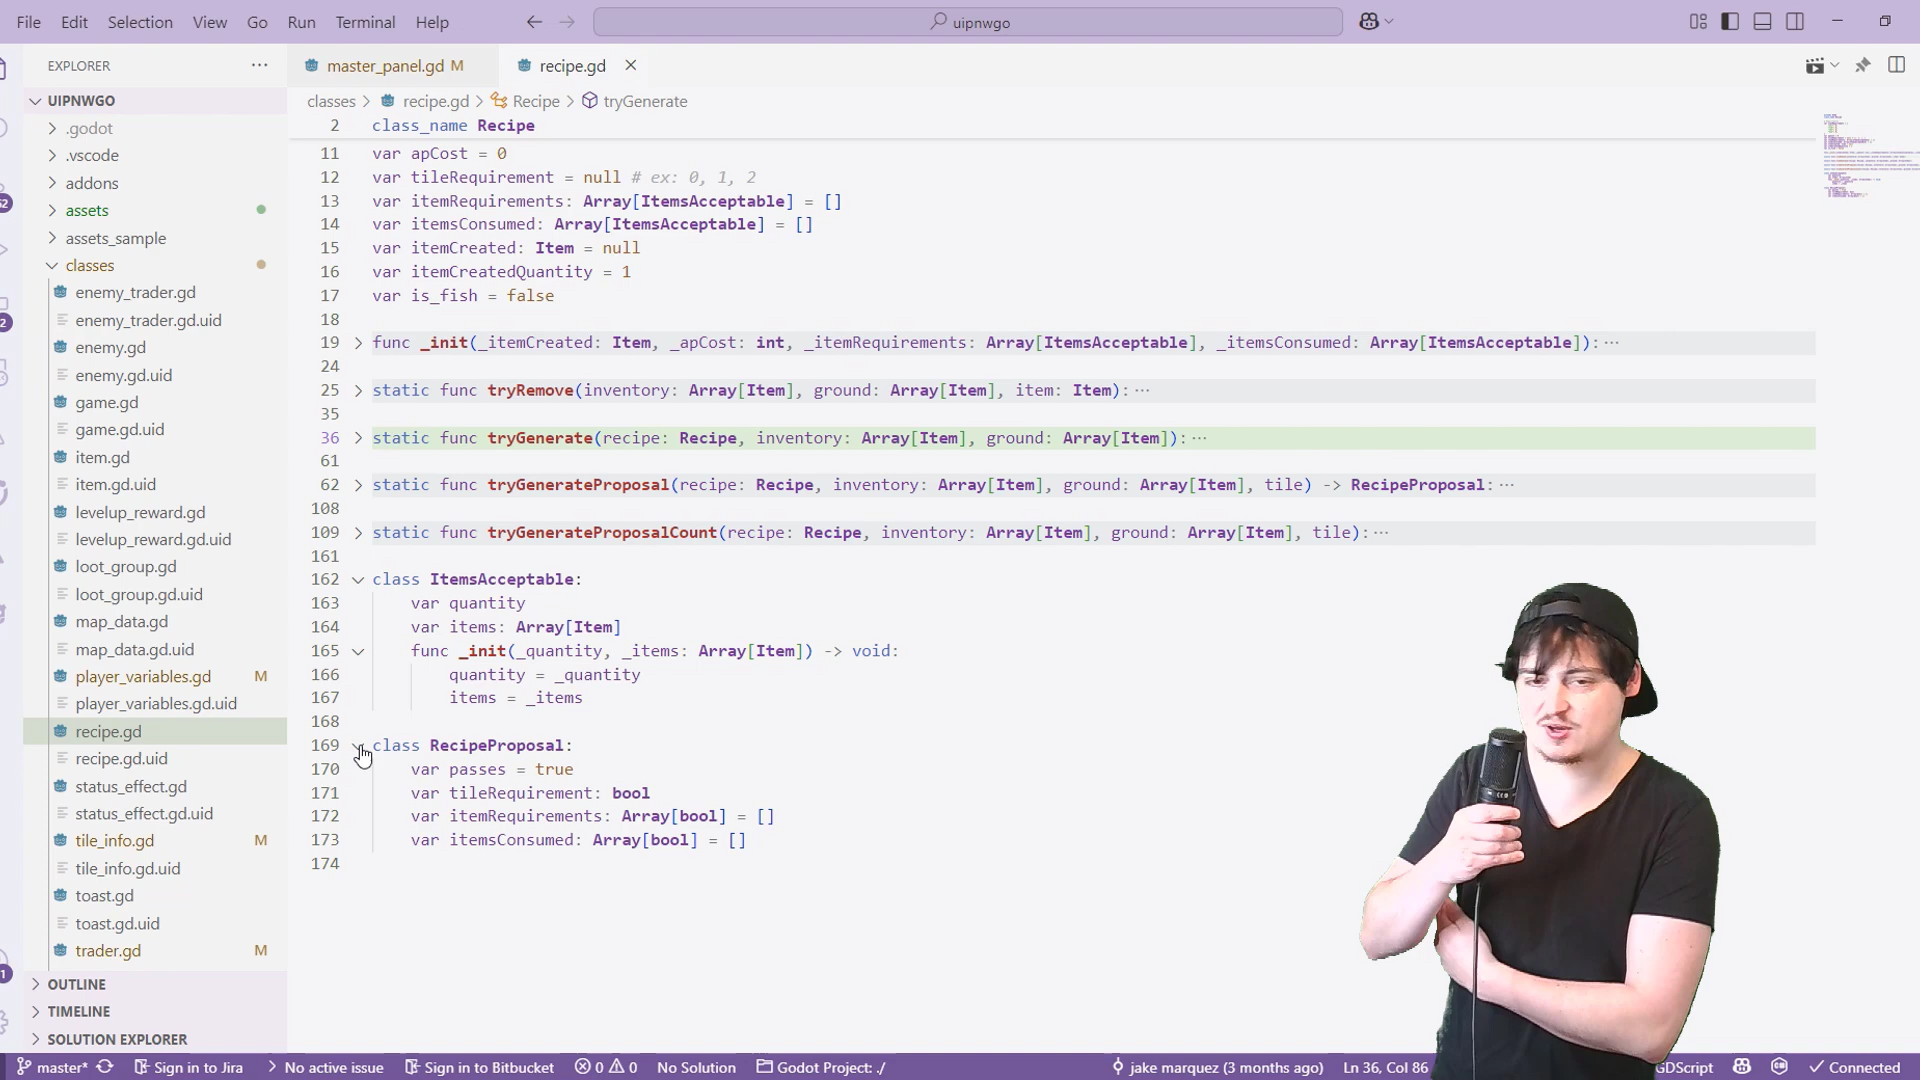 File Edit Selection View Go Run Terminal Help
uipnwgo
EXPLORER
master_panel.gd M
recipe.gd
UIPNWGO
classes > recipe.gd > Recipe > tryGenerate
.godot
.vscode
addons
assets
assets_sample
classes
enemy_trader.gd
enemy_trader.gd.uid
enemy.gd
enemy.gd.uid
game.gd
game.gd.uid
item.gd
item.gd.uid
levelup_reward.gd
levelup_reward.gd.uid
loot_group.gd
loot_group.gd.uid
map_data.gd
map_data.gd.uid
player_variables.gd M
player_variables.gd.uid
recipe.gd
recipe.gd.uid
status_effect.gd
status_effect.gd.uid
tile_info.gd M
tile_info.gd.uid
toast.gd
toast.gd.uid
trader.gd M
OUTLINE
TIMELINE
SOLUTION EXPLORER
2 class_name Recipe
11 var apCost = 0
12 var tileRequirement = null # ex: 0, 1, 2
13 var itemRequirements: Array[ItemsAcceptable] = []
14 var itemsConsumed: Array[ItemsAcceptable] = []
15 var itemCreated: Item = null
16 var itemCreatedQuantity = 1
17 var is_fish = false
18
19 func _init(_itemCreated: Item, _apCost: int, _itemRequirements: Array[ItemsAcceptable], _itemsConsumed: Array[ItemsAcceptable]):···
24
25 static func tryRemove(inventory: Array[Item], ground: Array[Item], item: Item):···
35
36 static func tryGenerate(recipe: Recipe, inventory: Array[Item], ground: Array[Item]):···
61
62 static func tryGenerateProposal(recipe: Recipe, inventory: Array[Item], ground: Array[Item], tile) -> RecipeProposal:···
108
109 static func tryGenerateProposalCount(recipe: Recipe, inventory: Array[Item], ground: Array[Item], tile):···
161
162 class ItemsAcceptable:
163 var quantity
164 var items: Array[Item]
165 func _init(_quantity, _items: Array[Item]) -> void:
166 quantity = _quantity
167 items = _items
168
169 class RecipeProposal:
170 var passes = true
171 var tileRequirement: bool
172 var itemRequirements: Array[bool] = []
173 var itemsConsumed: Array[bool] = []
174
52
2
1
master* Sign in to Jira No active issue Sign in to Bitbucket 0 0 No Solution Godot Project: ./ jake marquez (3 months ago) Ln 36, Col 86 GDScript Connected